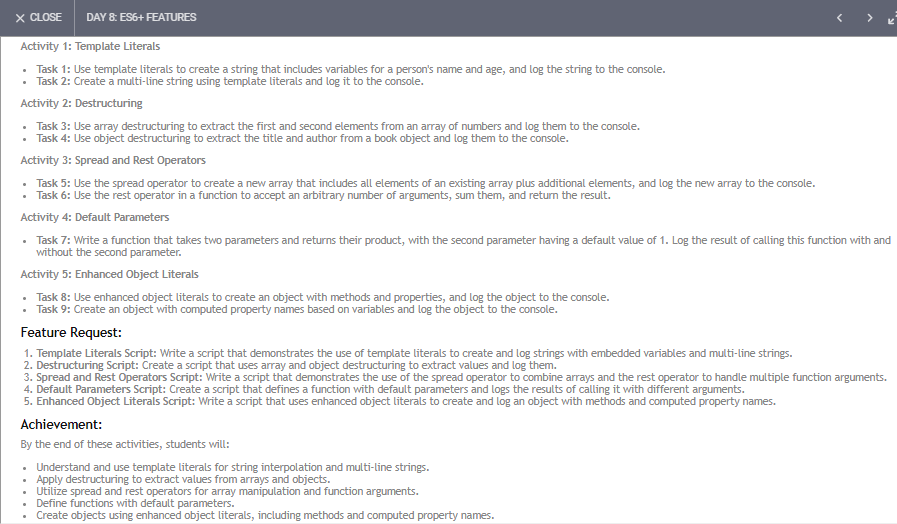 CLOSE DAY 8: ES6+ FEATURES
Activity 1: Template Literals
Task 1: Use template literals to create a string that includes variables for a person's name and age, and log the string to the console.
Task 2: Create a multi-line string using template literals and log it to the console.
Activity 2: Destructuring
Task 3: Use array destructuring to extract the first and second elements from an array of numbers and log them to the console.
Task 4: Use object destructuring to extract the title and author from a book object and log them to the console.
Activity 3: Spread and Rest Operators
Task 5: Use the spread operator to create a new array that includes all elements of an existing array plus additional elements, and log the new array to the console.
Task 6: Use the rest operator in a function to accept an arbitrary number of arguments, sum them, and return the result.
Activity 4: Default Parameters
Task 7: Write a function that takes two parameters and returns their product, with the second parameter having a default value of 1. Log the result of calling this function with and
without the second parameter.
Activity 5: Enhanced Object Literals
Task 8: Use enhanced object literals to create an object with methods and properties, and log the object to the console.
Task 9: Create an object with computed property names based on variables and log the object to the console.
Feature Request:
1. Template Literals Script: Write a script that demonstrates the use of template literals to create and log strings with embedded variables and multi-line strings.
2. Destructuring Script: Create a script that uses array and object destructuring to extract values and log them.
3. Spread and Rest Operators Script: Write a script that demonstrates the use of the spread operator to combine arrays and the rest operator to handle multiple function arguments.
4. Default Parameters Script: Create a script that defines a function with default parameters and logs the results of calling it with different arguments.
5. Enhanced Object Literals Script: Write a script that uses enhanced object literals to create and log an object with methods and computed property names.
Achievement:
By the end of these activities, students will:
Understand and use template literals for string interpolation and multi-line strings.
Apply destructuring to extract values from arrays and objects.
Utilize spread and rest operators for array manipulation and function arguments.
Define functions with default parameters.
Create objects using enhanced object literals, including methods and computed property names.